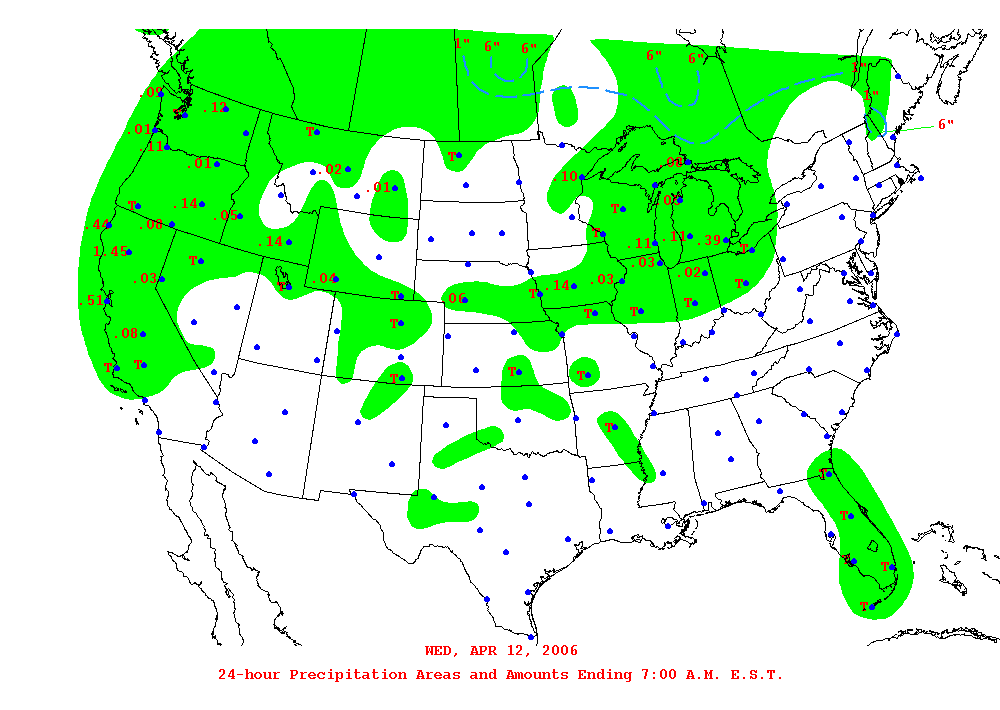 1" 6" 6"
6" 6"
1"
.09 1"
.12
.01 T 6"
.11
.01 T .08
.02 .10
.01
.05
T .14 T
.44 .08 .05
.14 .11 .11 .39
1.45 T T
T .03
.03 .04 .02
T .14 .03 T
.51 T .06 T
T T T
.08 T
T T T
T T
T
T
T
T
T
WED, APR 12, 2006
24-hour Precipitation Areas and Amounts Ending 7:00 A.M. E.S.T.